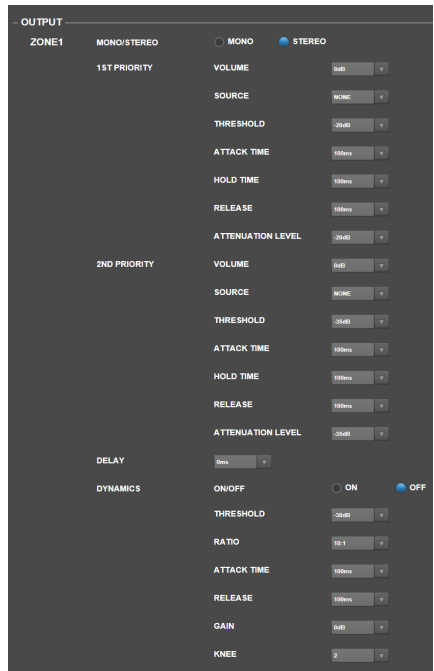 OUTPUT
ZONE1 MONO/STEREO MONO STEREO
1ST PRIORITY VOLUME 0dB
SOURCE NONE
THRESHOLD -20dB
ATTACK TIME 100ms
HOLD TIME 100ms
RELEASE 100ms
ATTENUATION LEVEL -20dB
2ND PRIORITY VOLUME 0dB
SOURCE NONE
THRESHOLD -35dB
ATTACK TIME 100ms
HOLD TIME 100ms
RELEASE 100ms
ATTENUATION LEVEL -35dB
DELAY 0ms
DYNAMICS ON/OFF ON OFF
THRESHOLD -30dB
RATIO 10:1
ATTACK TIME 100ms
RELEASE 100ms
GAIN 0dB
KNEE 2